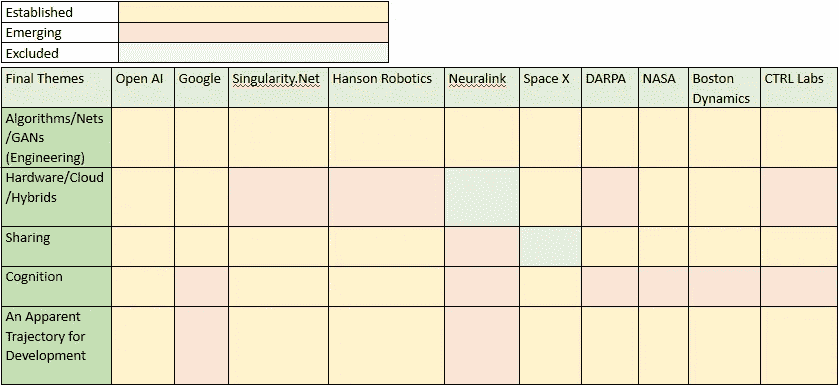 Established
Emerging
Excluded
Final Themes Open AI Google Singularity.Net Hanson Robotics Neuralink Space X DARPA NASA Boston CTRL Labs
Dynamics
Algorithms/Nets
/GANs
(Engineering)
Hardware/Cloud
/Hybrids
Sharing
Cognition
An Apparent
Trajectory for
Development